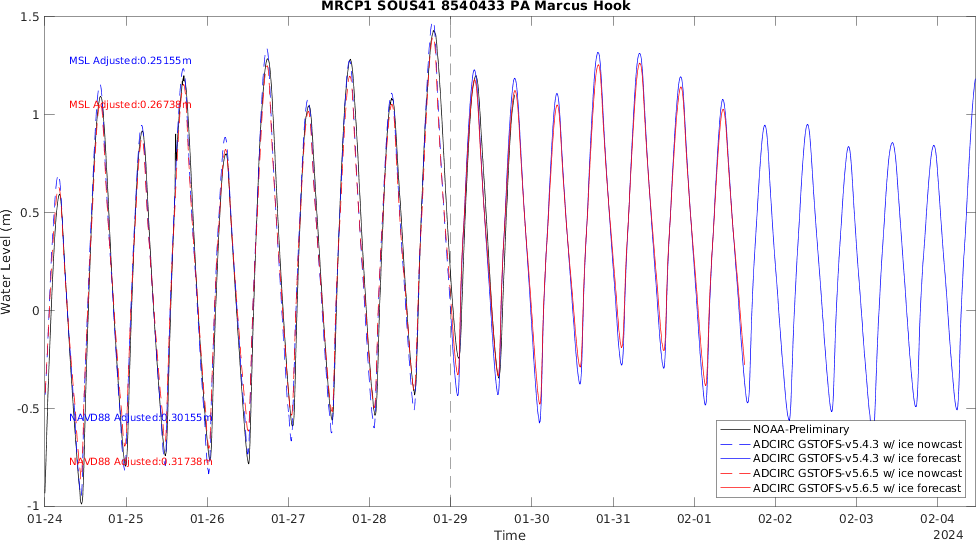 MRCP1 SOUS41 8540433 PA Marcus Hook
1.5
MSL Adjusted:0.25155m
MSL Adjusted:0.26738m
1
0.5
Water Level (m)
0
-0.5
NAVD88 Adjusted:0.30155m
NAVD88 Adjusted:0.31738m
-1
NOAA-Preliminary
ADCIRC GSTOFS-v5.4.3 w/ ice nowcast
ADCIRC GSTOFS-v5.4.3 w/ ice forecast
ADCIRC GSTOFS-v5.6.5 w/ ice nowcast
ADCIRC GSTOFS-v5.6.5 w/ ice forecast
01-24 01-25 01-26 01-27 01-28 01-29 01-30 01-31 02-01 02-02 02-03 02-04
Time
2024